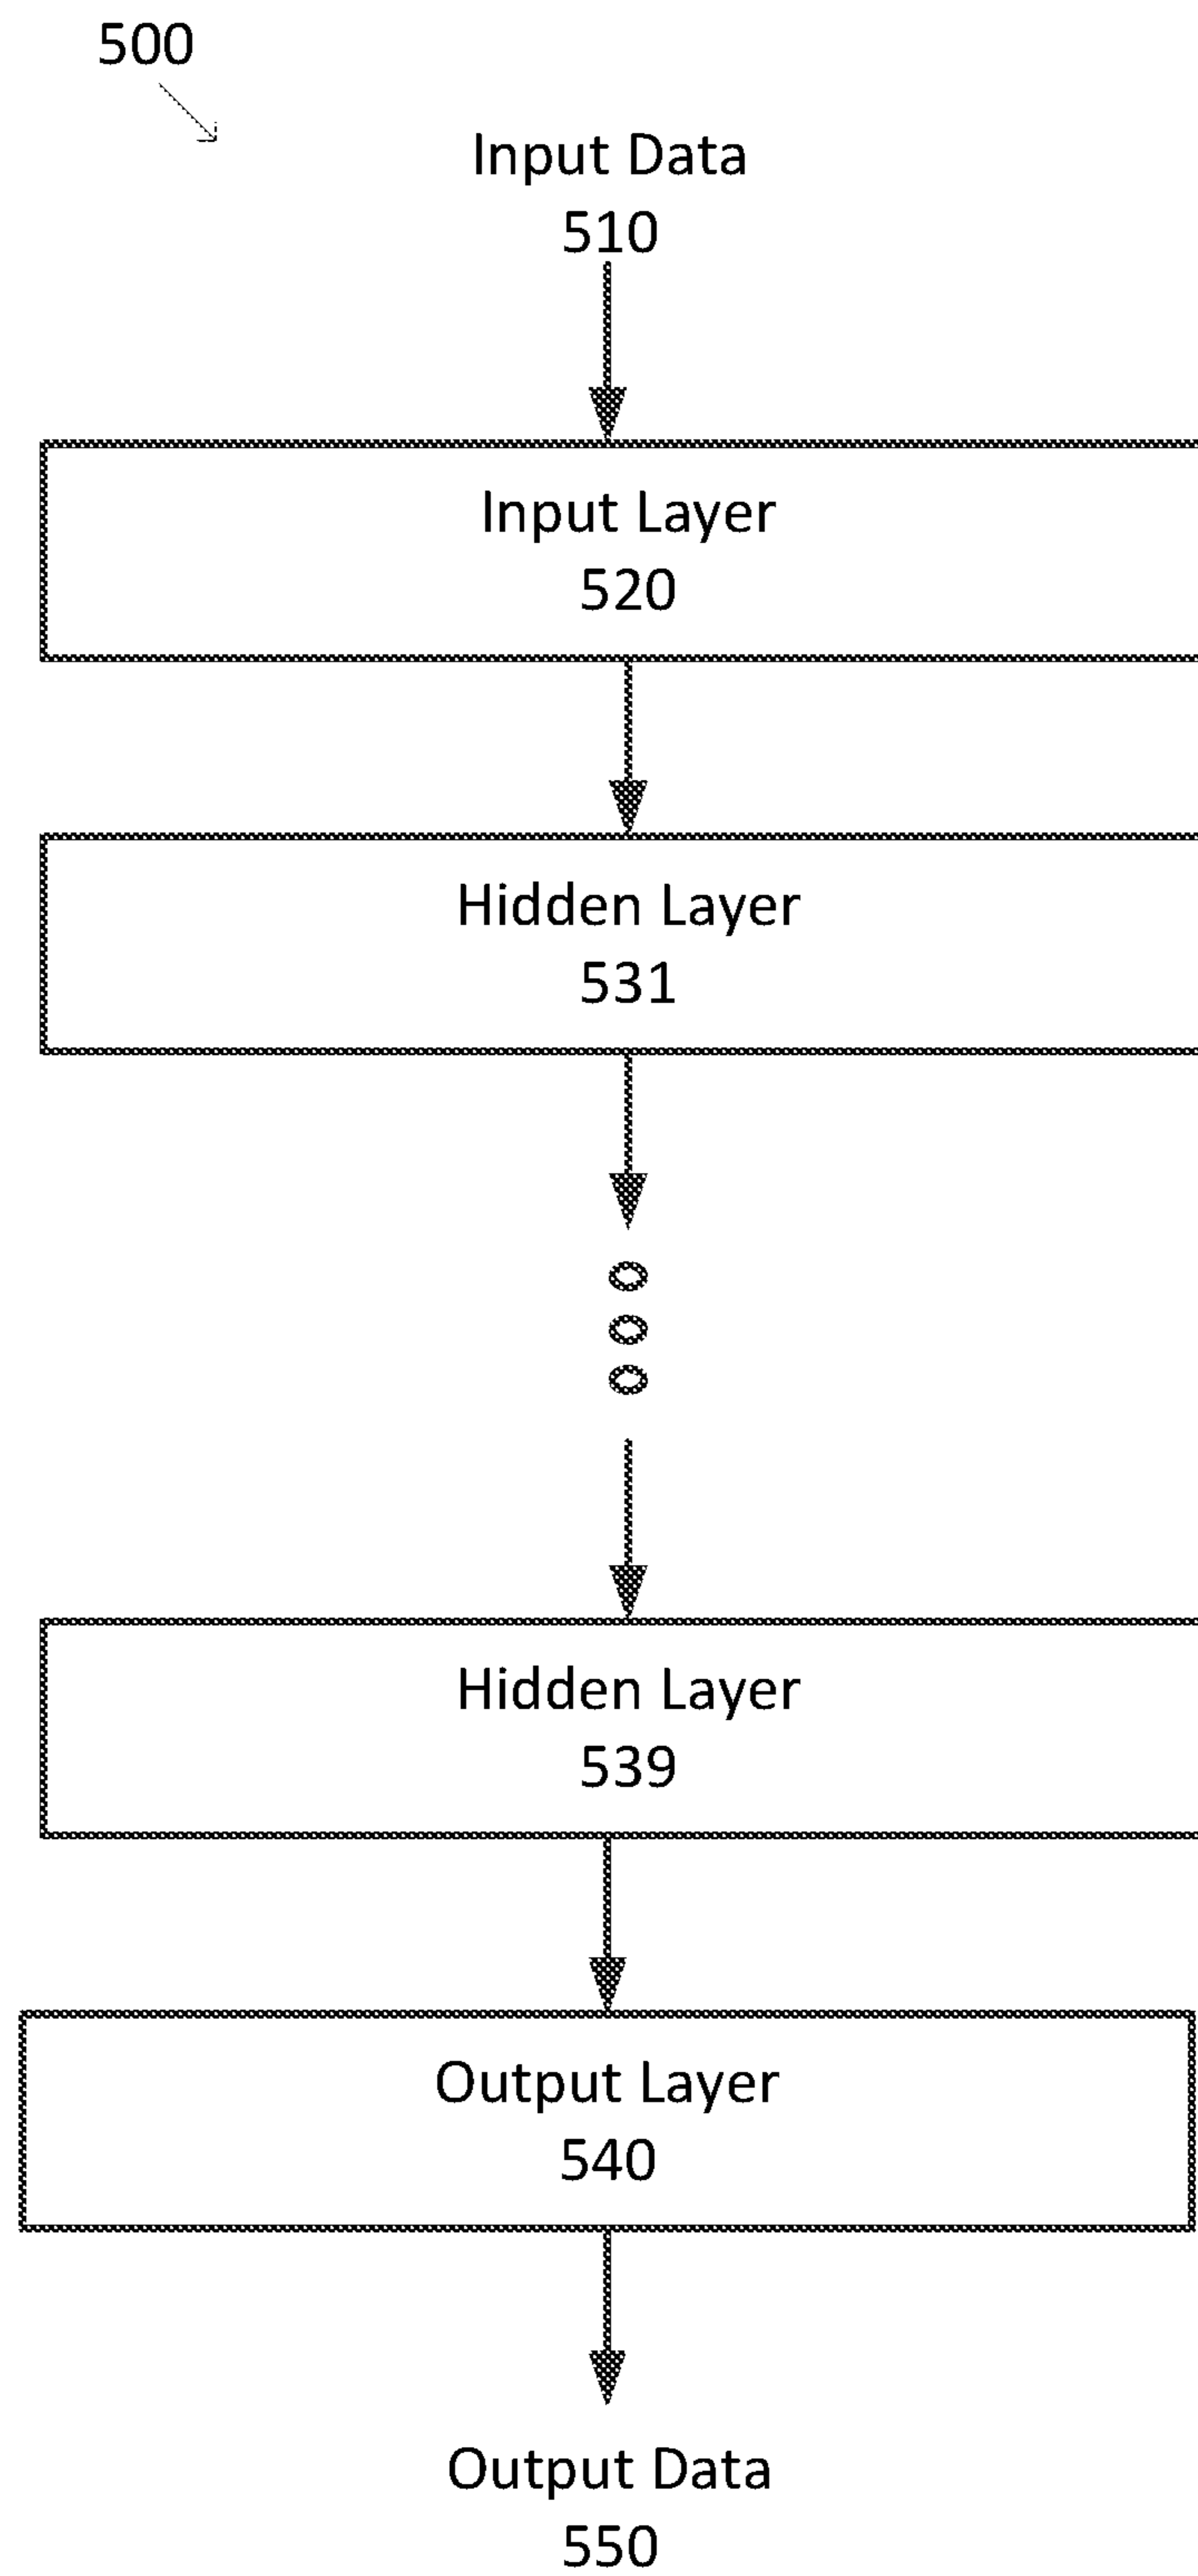 500
Input Data
510
Input Layer
520
Hidden Layer
531
Hidden Layer
539
Output Layer
540
Output Data
550